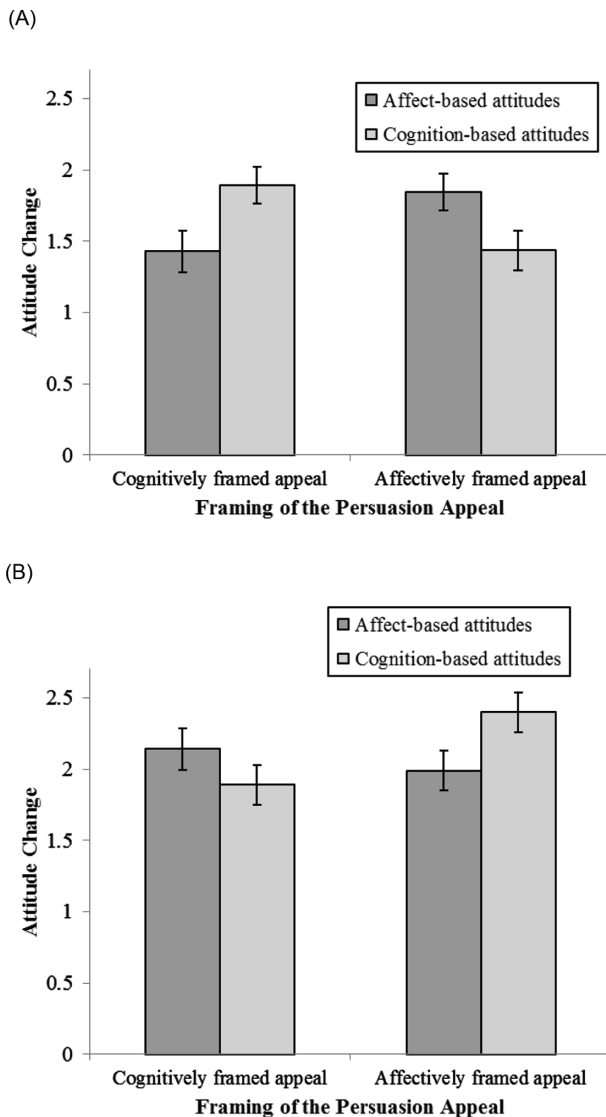 (A)
2.5
2
1.5
1
0.5
0
Attitude Change
Affect-based attitudes
Cognition-based attitudes
Cognitively framed appeal
Affectively framed appeal
Framing of the Persuasion Appeal
(B)
Affect-based attitudes
Cognition-based attitudes
2.5
2
1.5
1
0.5
0
Attitude Change
Cognitively framed appeal
Affectively framed appeal
Framing of the Persuasion Appeal